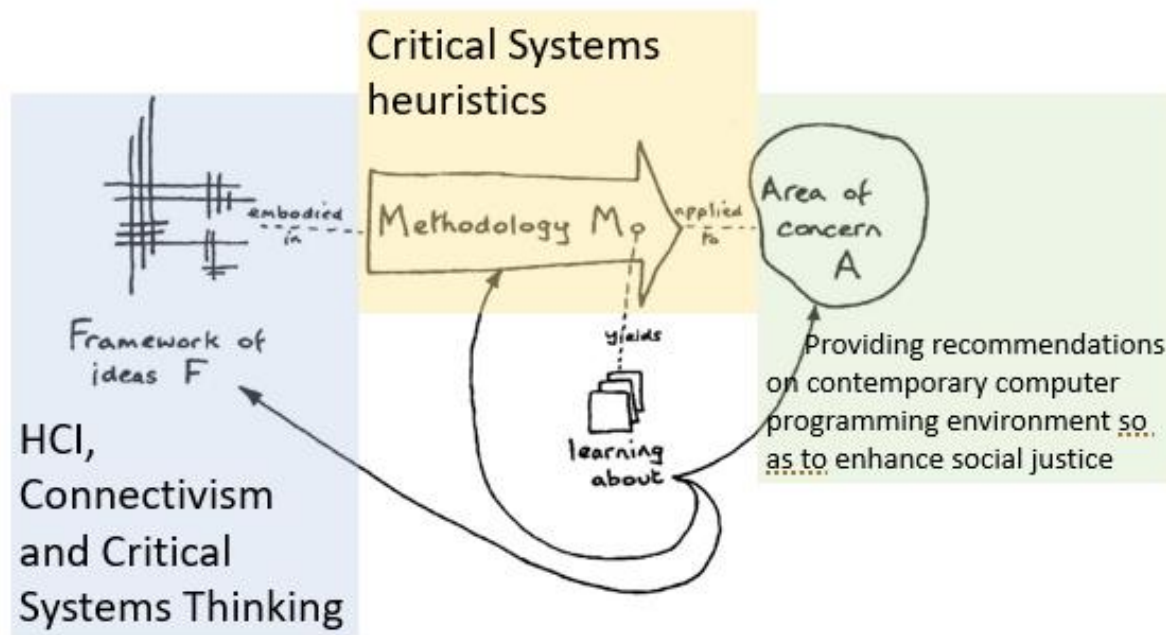 Critical Systems
heuristics
embodied
in
Methodology M
applied
to
Area of
concern
A
Framework of
ideas F
yields
learning
about
HCI,
Connectivism
and Critical
Systems Thinking
Providing recommendations
on contemporary computer
programming environment so
as to enhance social justice